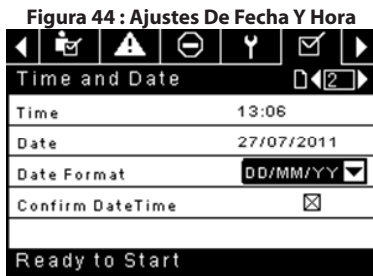 Figura 44 : Ajustes De Fecha Y Hora
Time and Date 2
Time 13:06
Date 27/07/2011
Date Format DD/MM/YY
Confirm DateTime
Ready to Start